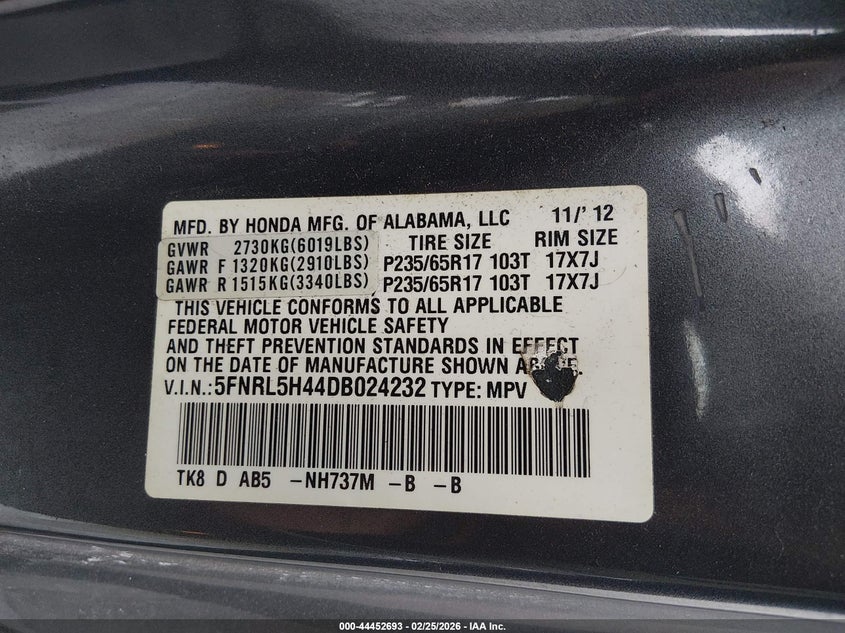 MFD. BY HONDA MFG. OF ALABAMA, LLC 11/'12
GVWR 2730KG(6019LBS) TIRE SIZE RIM SIZE
GAWR F 1320KG(2910LBS) P235/65R17 103T 17X7J
GAWR R 1515KG(3340LBS) P235/65R17 103T 17X7J
THIS VEHICLE CONFORMS TO ALL APPLICABLE
FEDERAL MOTOR VEHICLE SAFETY
AND THEFT PREVENTION STANDARDS IN EFFECT
ON THE DATE OF MANUFACTURE SHOWN
V.I.N.: 5FNRL5H44DB024232 TYPE: MPV
TK8 D AB5 -NH737M -B -B
000-44452693 - 02/25/2026 - IAA Inc.